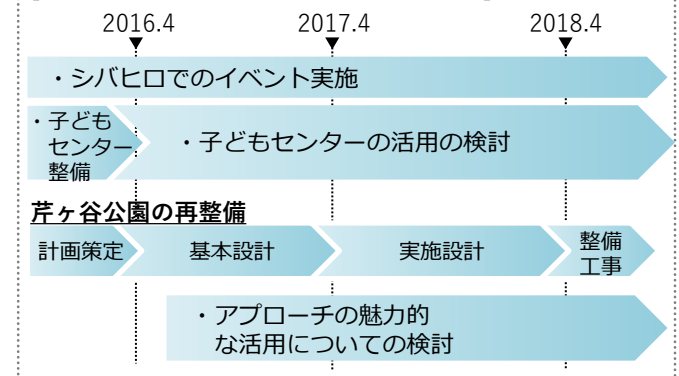 2016.4 2017.4 2018.4
・シバヒロでのイベント実施
・子ども
センター
整備
・子どもセンターの活用の検討
芹ヶ谷公園の再整備
計画策定 基本設計 実施設計 整備
工事
・アプローチの魅力的
な活用についての検討